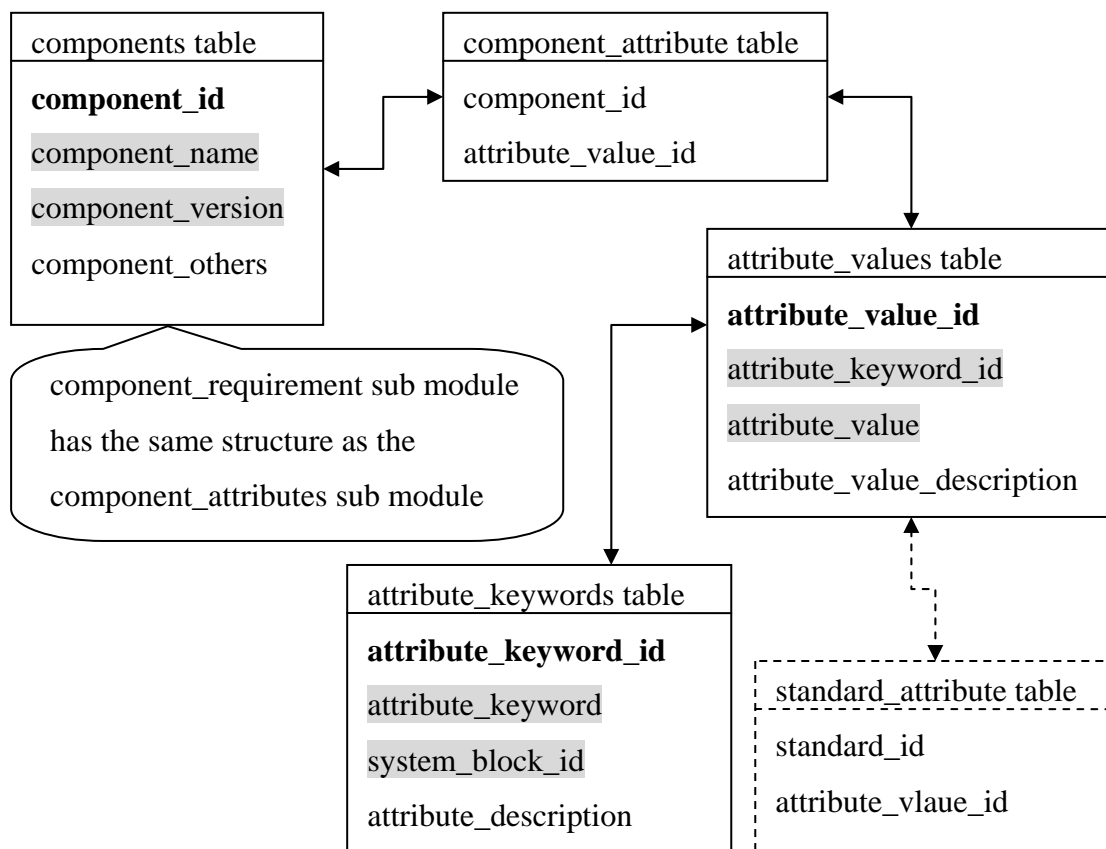 components table
component_id
component_name
component_version
component_others
component_attribute table
component_id
attribute_value_id
attribute_values table
attribute_value_id
attribute_keyword_id
attribute_value
attribute_value_description
component_requirement sub module
has the same structure as the
component_attributes sub module
attribute_keywords table
attribute_keyword_id
attribute_keyword
system_block_id
attribute_description
standard_attribute table
standard_id
attribute_vlaue_id